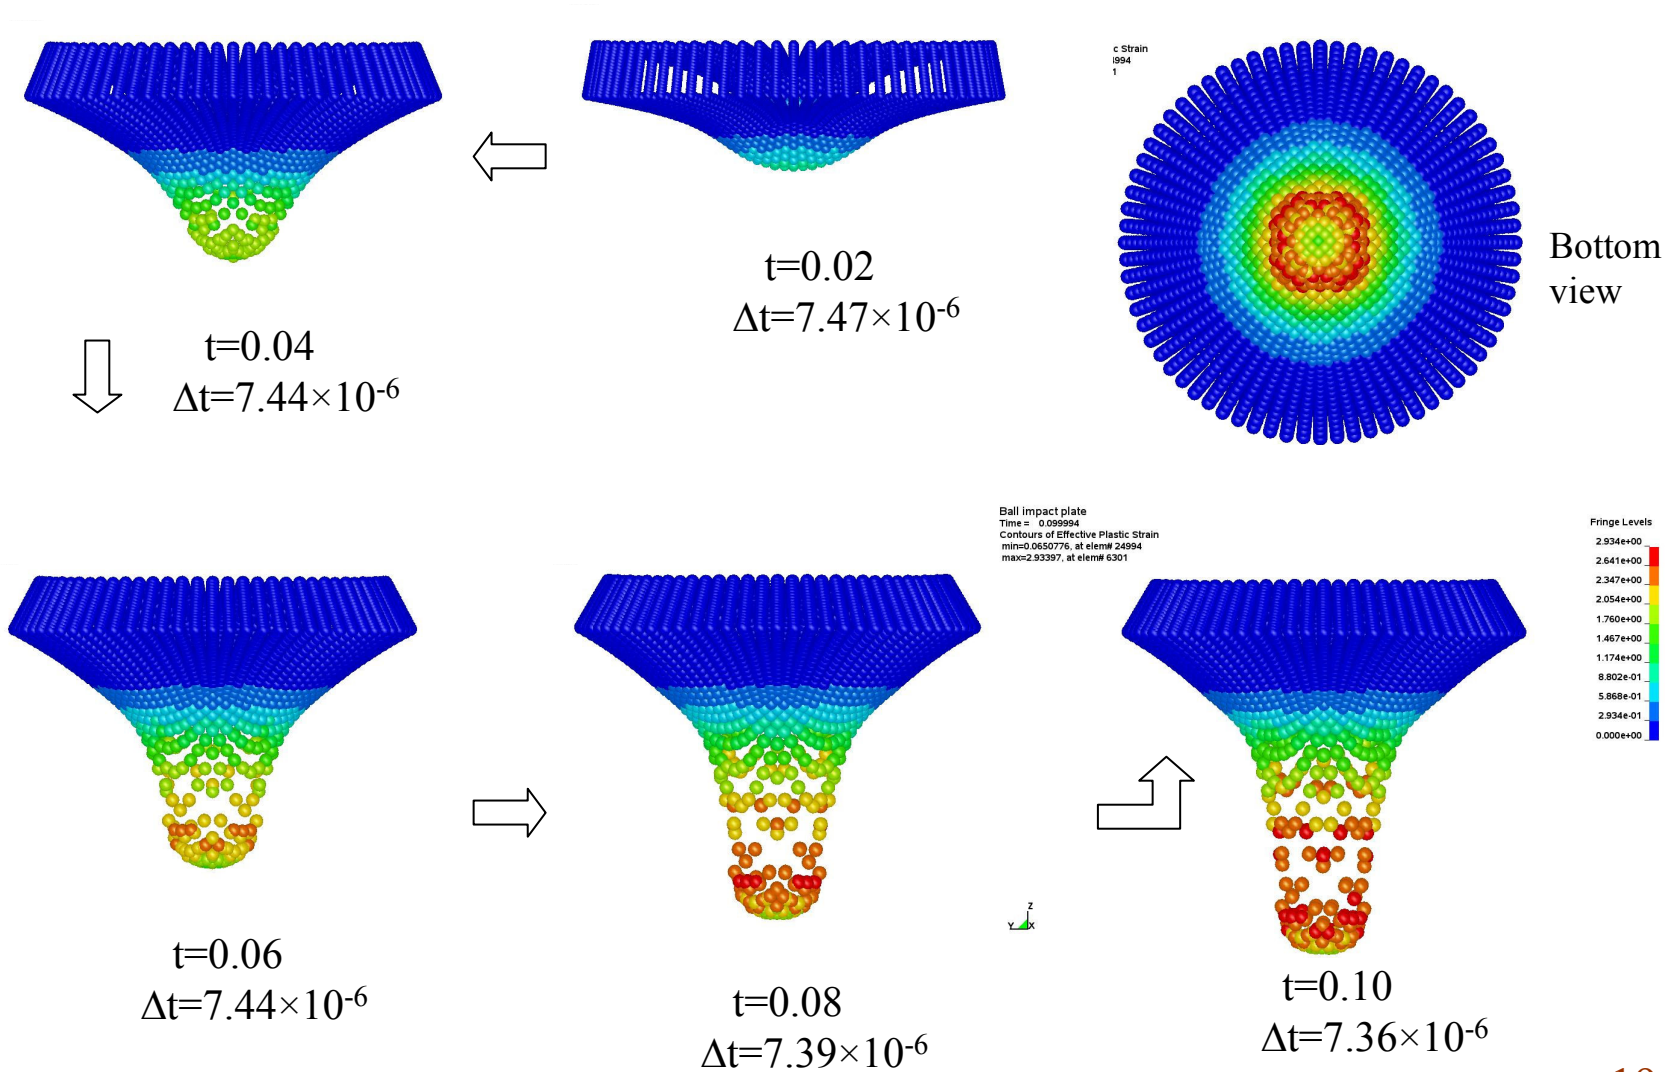 c Strain
1994
1
Bottom
view
t=0.02
Δt=7.47×10-6
t=0.04
Δt=7.44×10-6
Ball impact plate
Time = 0.099994
Contours of Effective Plastic Strain
min=0.0650776, at elem# 24994
max=2.93397, at elem# 6301
Fringe Levels
2.934e+00
2.641e+00
2.347e+00
2.054e+00
1.760e+00
1.467e+00
1.174e+00
8.802e-01
5.868e-01
2.934e-01
0.000e+00
Z
Y X
t=0.06
Δt=7.44×10-6
t=0.08
Δt=7.39×10-6
t=0.10
Δt=7.36×10-6